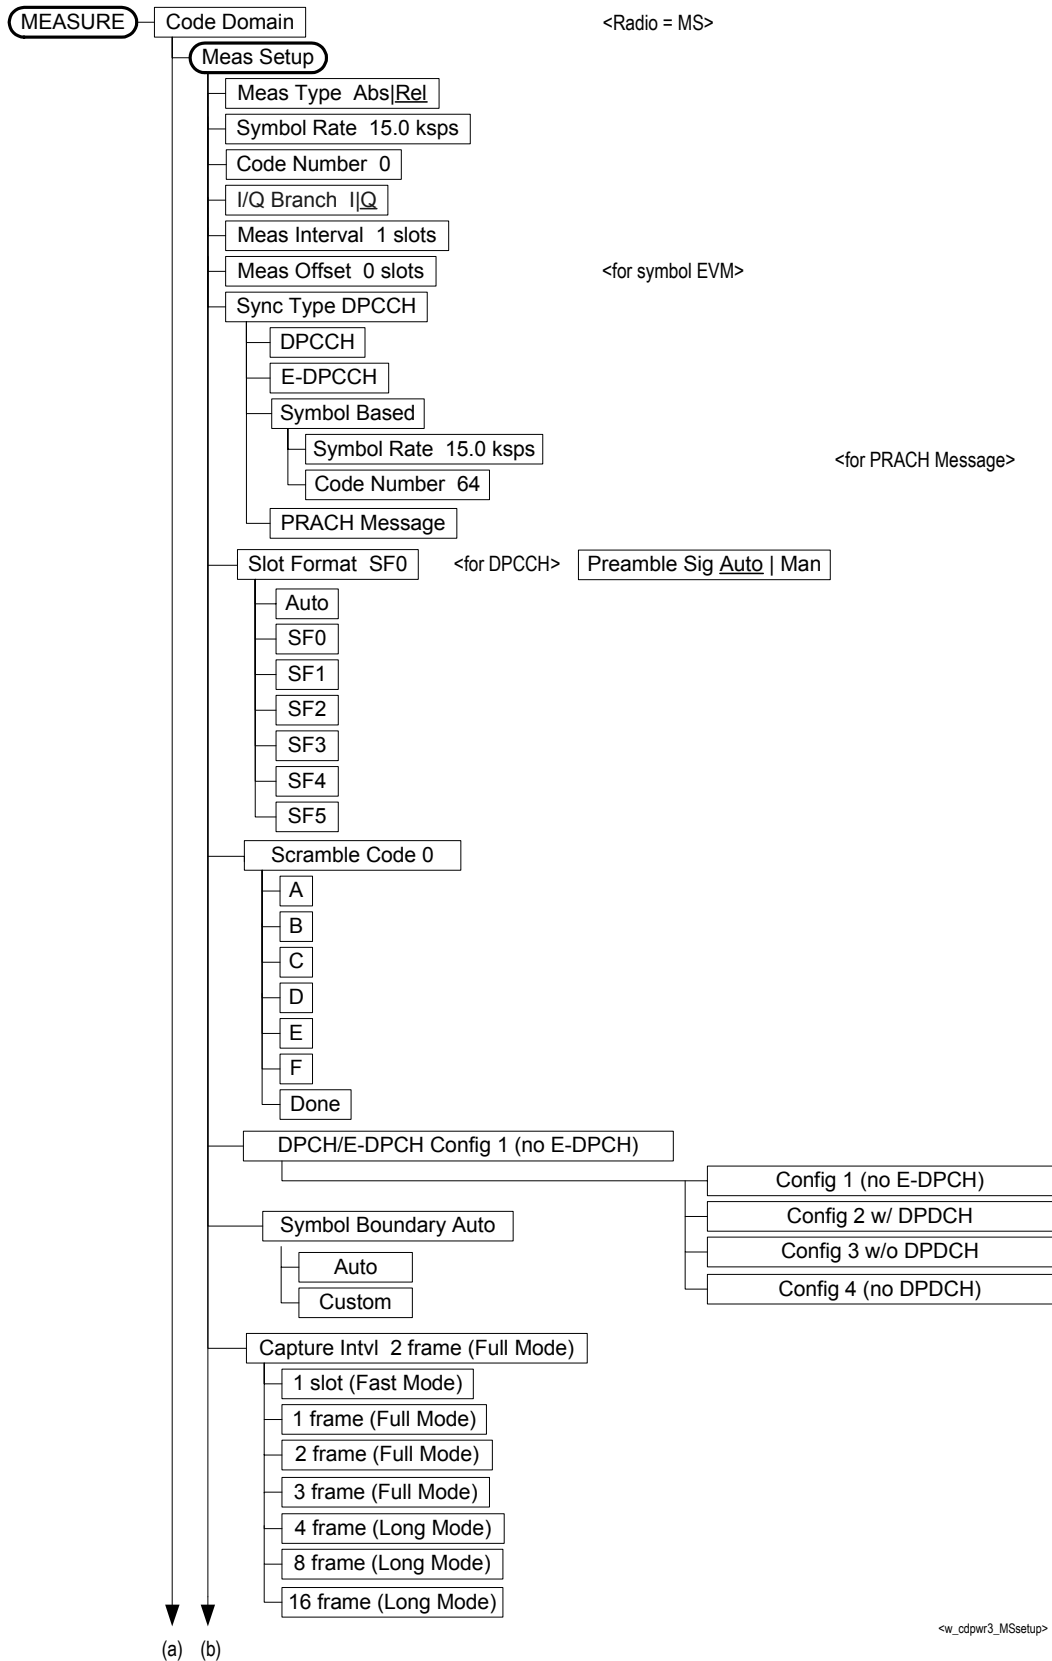 MEASURE Code Domain <Radio = MS>
Meas Setup
Meas Type Abs|Rel
Symbol Rate 15.0 ksps
Code Number 0
I/Q Branch I|Q
Meas Interval 1 slots
Meas Offset 0 slots <for symbol EVM>
Sync Type DPCCH
DPCCH
E-DPCCH
Symbol Based
Symbol Rate 15.0 ksps
<for PRACH Message>
Code Number 64
PRACH Message
Slot Format SF0 <for DPCCH> Preamble Sig Auto | Man
Auto
SF0
SF1
SF2
SF3
SF4
SF5
Scramble Code 0
A
B
C
D
E
F
Done
DPCH/E-DPCH Config 1 (no E-DPCH)
Config 1 (no E-DPCH)
Config 2 w/ DPDCH
Config 3 w/o DPDCH
Config 4 (no DPDCH)
Symbol Boundary Auto
Auto
Custom
Capture Intvl 2 frame (Full Mode)
1 slot (Fast Mode)
1 frame (Full Mode)
2 frame (Full Mode)
3 frame (Full Mode)
4 frame (Long Mode)
8 frame (Long Mode)
16 frame (Long Mode)
<w_cdpwr3_MSsetup>
(a) (b)